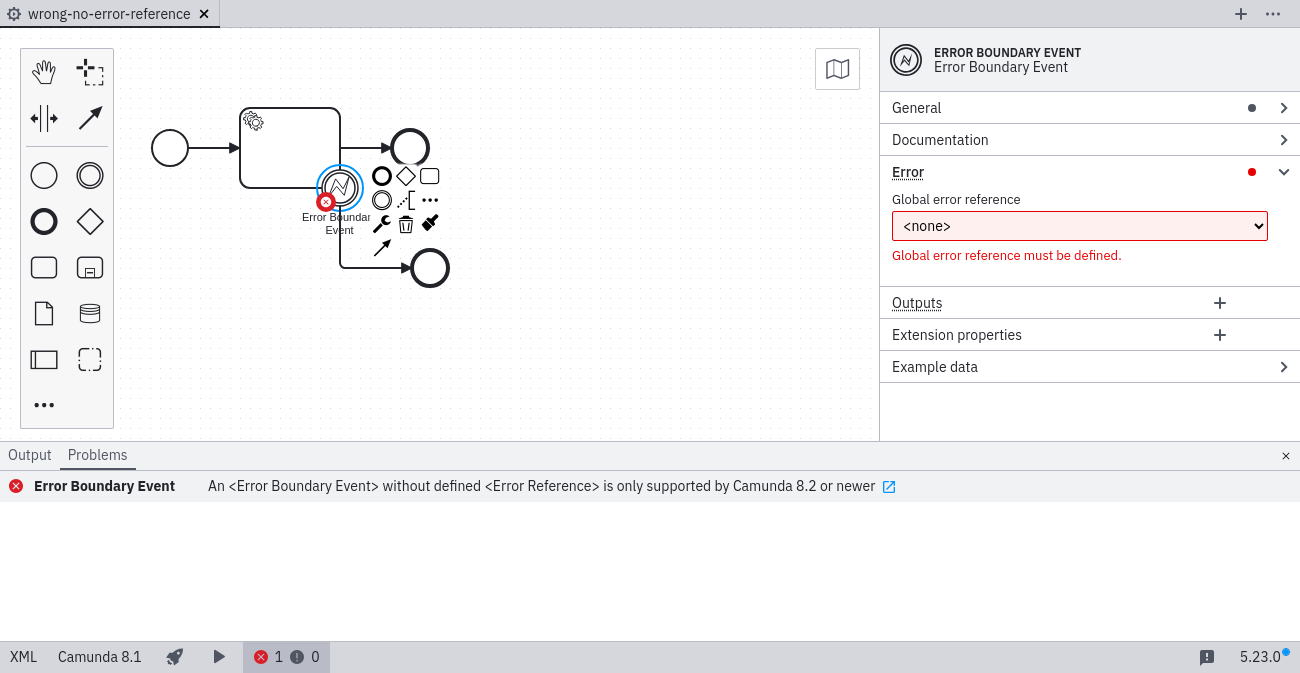 wrong-no-error-reference
ERROR BOUNDARY EVENT
Error Boundary Event
General
Documentation
Error
Global error reference
<none>
Global error reference must be defined.
Outputs
Extension properties
Example data
Error Boundar
Event
Output
Problems
Error Boundary Event An <Error Boundary Event> without defined <Error Reference> is only supported by Camunda 8.2 or newer
XML
Camunda 8.1
1
0
5.23.0